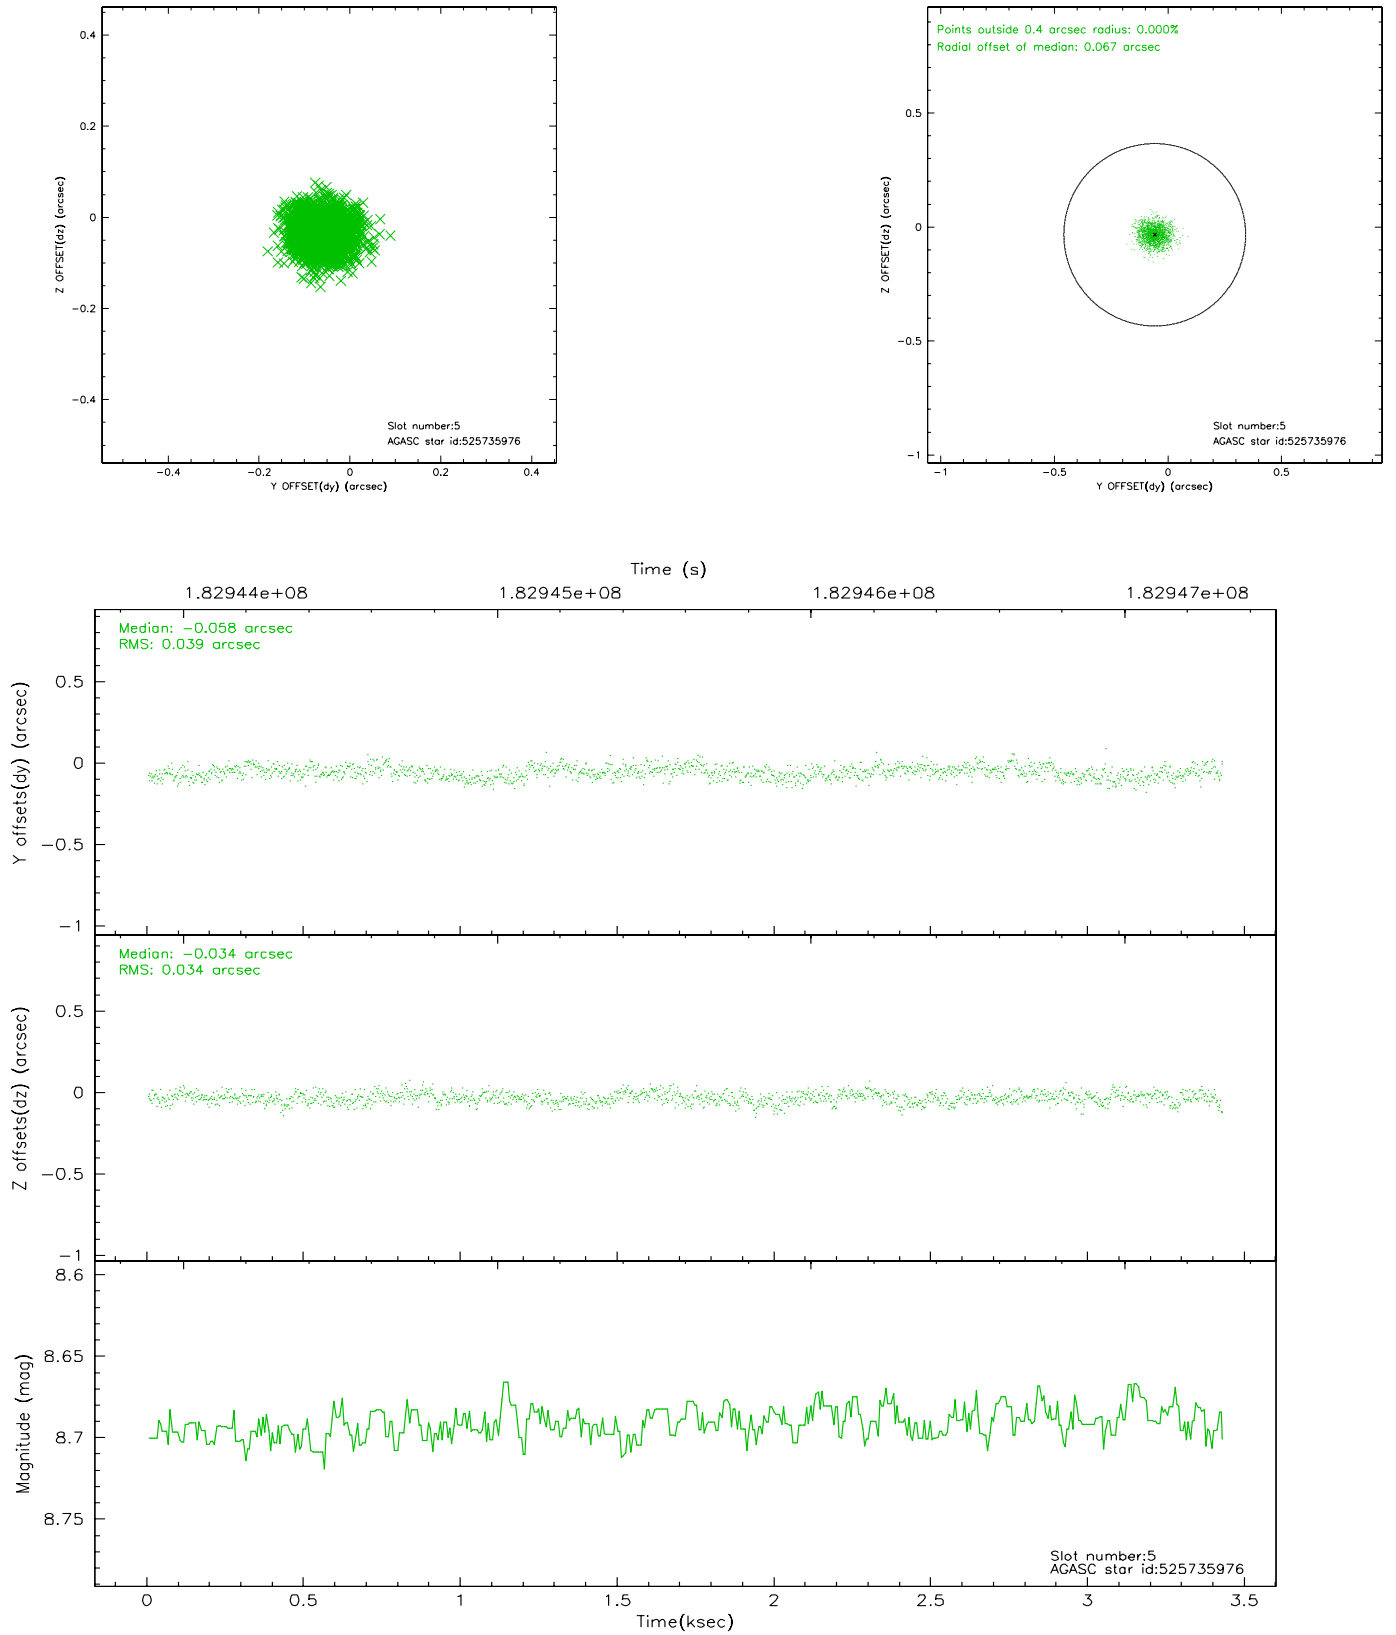 0.4
0.2
0
-0.2
-0.4
Z OFFSET(dz) (arcsec)
Slot number:5
AGASC star id:525735976
-0.4 -0.2 0 0.2 0.4
Y OFFSET(dy) (arcsec)
Points outside 0.4 arcsec radius: 0.000%
Radial offset of median: 0.067 arcsec
0.5
0
-0.5
-1
Z OFFSET(dz) (arcsec)
Slot number:5
AGASC star id:525735976
-1 -0.5 0 0.5
Y OFFSET(dy) (arcsec)
Time (s)
1.82944e+08 1.82945e+08 1.82946e+08 1.82947e+08
Median: -0.058 arcsec
RMS: 0.039 arcsec
0.5
0
-0.5
-1
Y offsets(dy) (arcsec)
Median: -0.034 arcsec
RMS: 0.034 arcsec
0.5
0
-0.5
-1
Z offsets(dz) (arcsec)
8.6
8.65
8.7
8.75
Magnitude (mag)
Slot number:5
AGASC star id:525735976
0 0.5 1 1.5 2 2.5 3 3.5
Time(ksec)